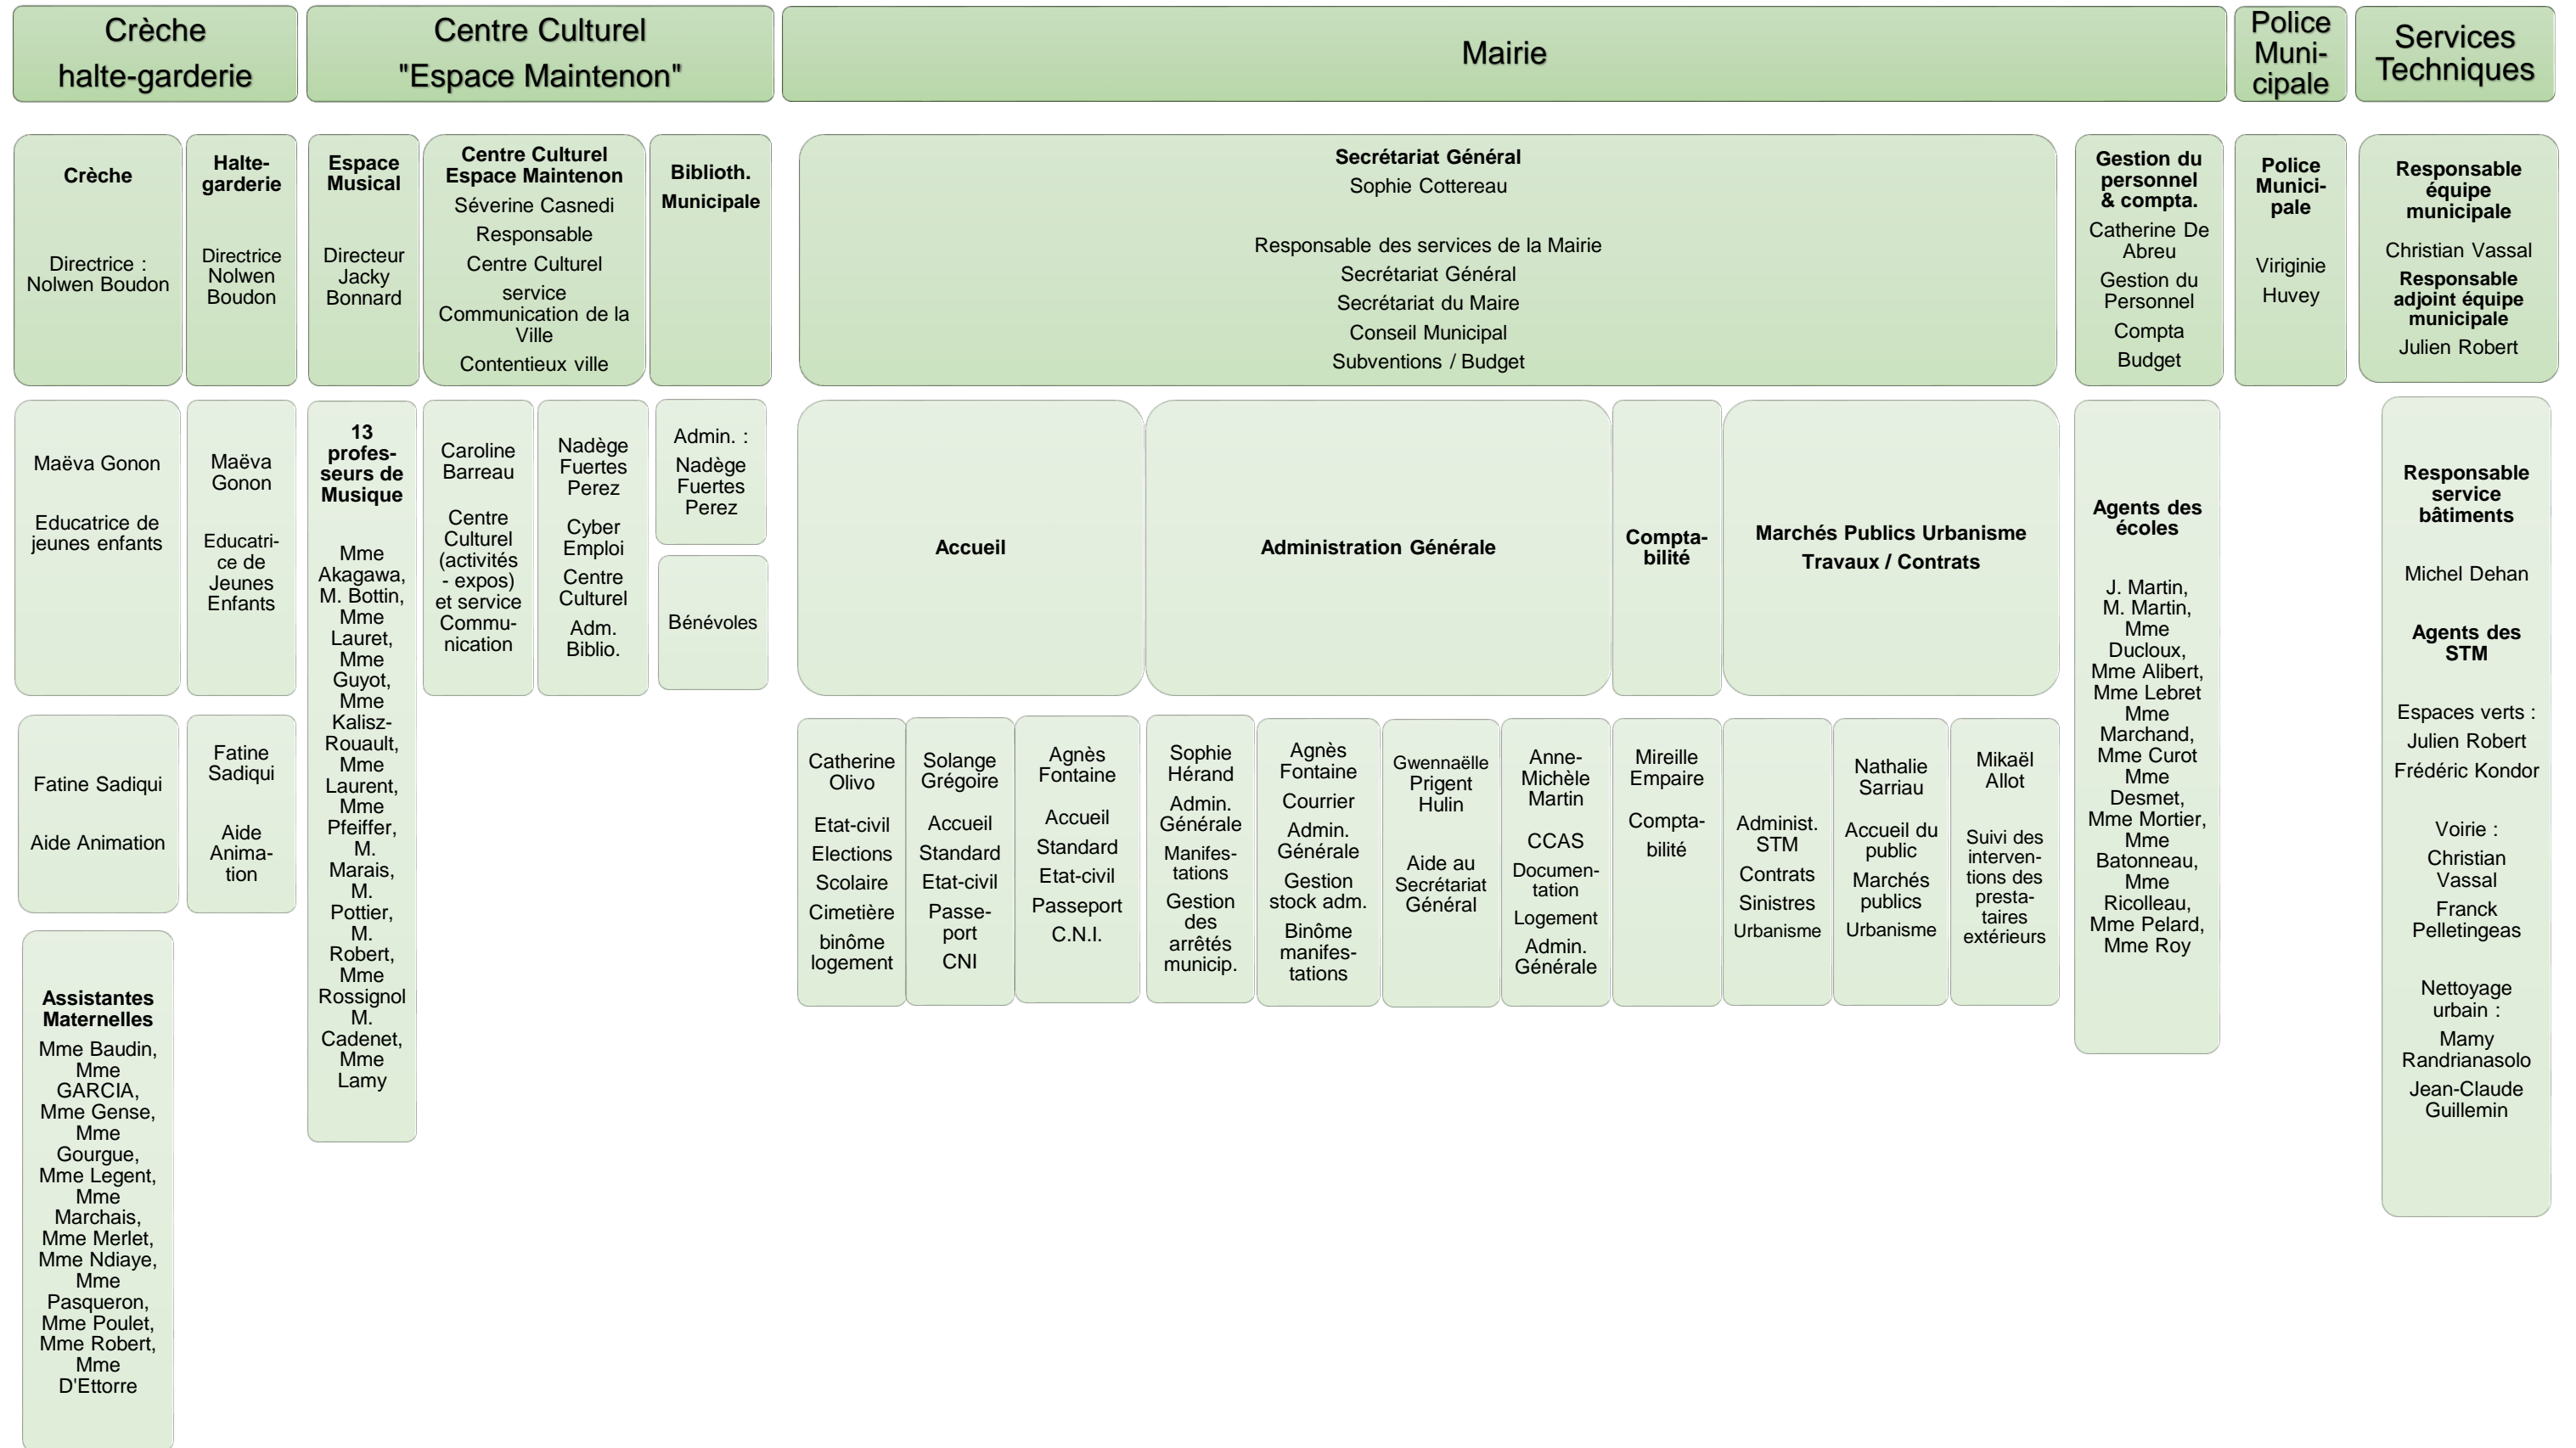 Crèche
halte-garderie
Centre Culturel
"Espace Maintenon"
Mairie
Police
Muni-
cipale
Services
Techniques
Crèche
Directrice :
Nolwen Boudon
Halte-
garderie
Directrice
Nolwen
Boudon
Espace
Musical
Directeur
Jacky
Bonnard
Centre Culturel
Espace Maintenon
Séverine Casnedi
Responsable
Centre Culturel
service
Communication de la
Ville
Contentieux ville
Biblioth.
Municipale
Secrétariat Général
Sophie Cottereau
Responsable des services de la Mairie
Secrétariat Général
Secrétariat du Maire
Conseil Municipal
Subventions / Budget
Gestion du
personnel
& compta.
Catherine De
Abreu
Gestion du
Personnel
Compta
Budget
Police
Munici-
pale
Viriginie
Huvey
Responsable
équipe
municipale
Christian Vassal
Responsable
adjoint équipe
municipale
Julien Robert
Maëva Gonon
Educatrice de
jeunes enfants
Maëva
Gonon
Educatri-
ce de
Jeunes
Enfants
13
profes-
seurs de
Musique
Mme
Akagawa,
M. Bottin,
Mme
Lauret,
Mme
Guyot,
Mme
Kalisz-
Rouault,
Mme
Laurent,
Mme
Pfeiffer,
M.
Marais,
M.
Pottier,
M.
Robert,
Mme
Rossignol
M.
Cadenet,
Mme
Lamy
Caroline
Barreau
Centre
Culturel
(activités
- expos)
et service
Commu-
nication
Nadège
Fuertes
Perez
Cyber
Emploi
Centre
Culturel
Adm.
Biblio.
Admin. :
Nadège
Fuertes
Perez
Bénévoles
Accueil
Administration Générale
Compta-
bilité
Marchés Publics Urbanisme
Travaux / Contrats
Agents des
écoles
J. Martin,
M. Martin,
Mme
Ducloux,
Mme Alibert,
Mme Lebret
Mme
Marchand,
Mme Curot
Mme
Desmet,
Mme Mortier,
Mme
Batonneau,
Mme
Ricolleau,
Mme Pelard,
Mme Roy
Responsable
service
bâtiments
Michel Dehan
Agents des
STM
Espaces verts :
Julien Robert
Frédéric Kondor
Voirie :
Christian
Vassal
Franck
Pelletingeas
Nettoyage
urbain :
Mamy
Randrianasolo
Jean-Claude
Guillemin
Fatine Sadiqui
Aide Animation
Fatine
Sadiqui
Aide
Anima-
tion
Catherine
Olivo
Etat-civil
Elections
Scolaire
Cimetière
binôme
logement
Solange
Grégoire
Accueil
Standard
Etat-civil
Passe-
port
CNI
Agnès
Fontaine
Accueil
Standard
Etat-civil
Passeport
C.N.I.
Sophie
Hérand
Admin.
Générale
Manifes-
tations
Gestion
des
arrêtés
municip.
Agnès
Fontaine
Courrier
Admin.
Générale
Gestion
stock adm.
Binôme
manifes-
tations
Gwennaëlle
Prigent
Hulin
Aide au
Secrétariat
Général
Anne-
Michèle
Martin
CCAS
Documen-
tation
Logement
Admin.
Générale
Mireille
Empaire
Compta-
bilité
Administ.
STM
Contrats
Sinistres
Urbanisme
Nathalie
Sarriau
Accueil du
public
Marchés
publics
Urbanisme
Mikaël
Allot
Suivi des
interven-
tions des
presta-
taires
extérieurs
Assistantes
Maternelles
Mme Baudin,
Mme
GARCIA,
Mme Gense,
Mme
Gourgue,
Mme Legent,
Mme
Marchais,
Mme Merlet,
Mme Ndiaye,
Mme
Pasqueron,
Mme Poulet,
Mme Robert,
Mme
D'Ettorre